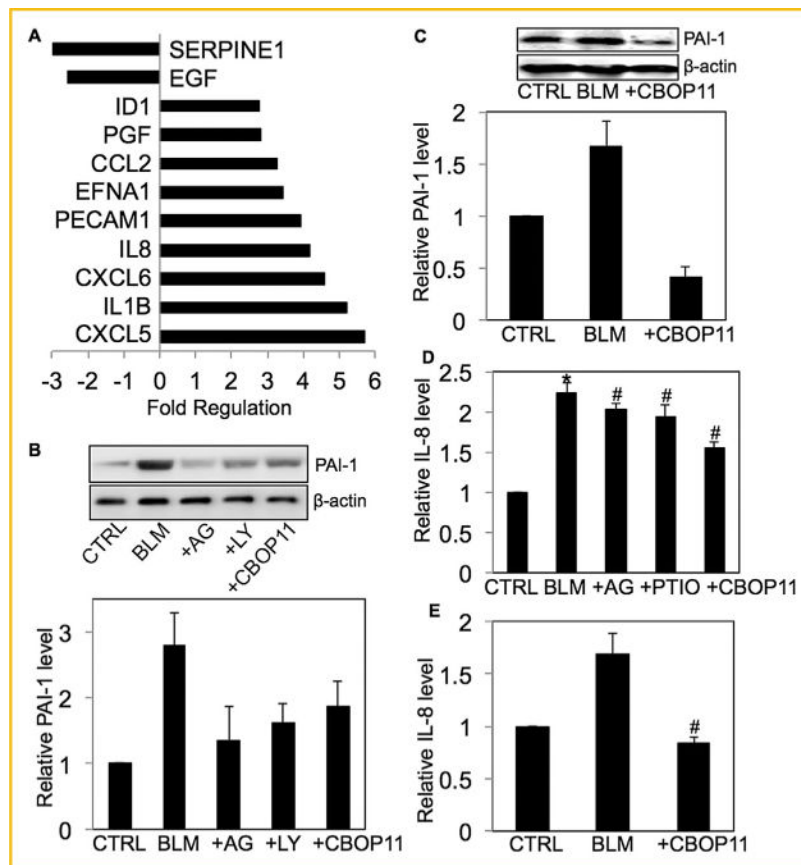 A
SERPINE1
EGF
ID1
PGF
CCL2
EFNA1
PECAM1
IL8
CXCL6
IL1B
CXCL5
-3 -2 -1 0 1 2 3 4 5 6
Fold Regulation
B
PAI-1
β-actin
CTRL BLM +AG +LY +CBOP11
Relative PAI-1 level
3
2
1
0
CTRL BLM +AG +LY +CBOP11
C
PAI-1
β-actin
CTRL BLM +CBOP11
Relative PAI-1 level
2
1.5
1
0.5
0
CTRL BLM +CBOP11
D
Relative IL-8 level
2.5
2
1.5
1
0.5
0
* # # #
CTRL BLM +AG +PTIO +CBOP11
E
Relative IL-8 level
2
1.5
1
0.5
0
#
CTRL BLM +CBOP11